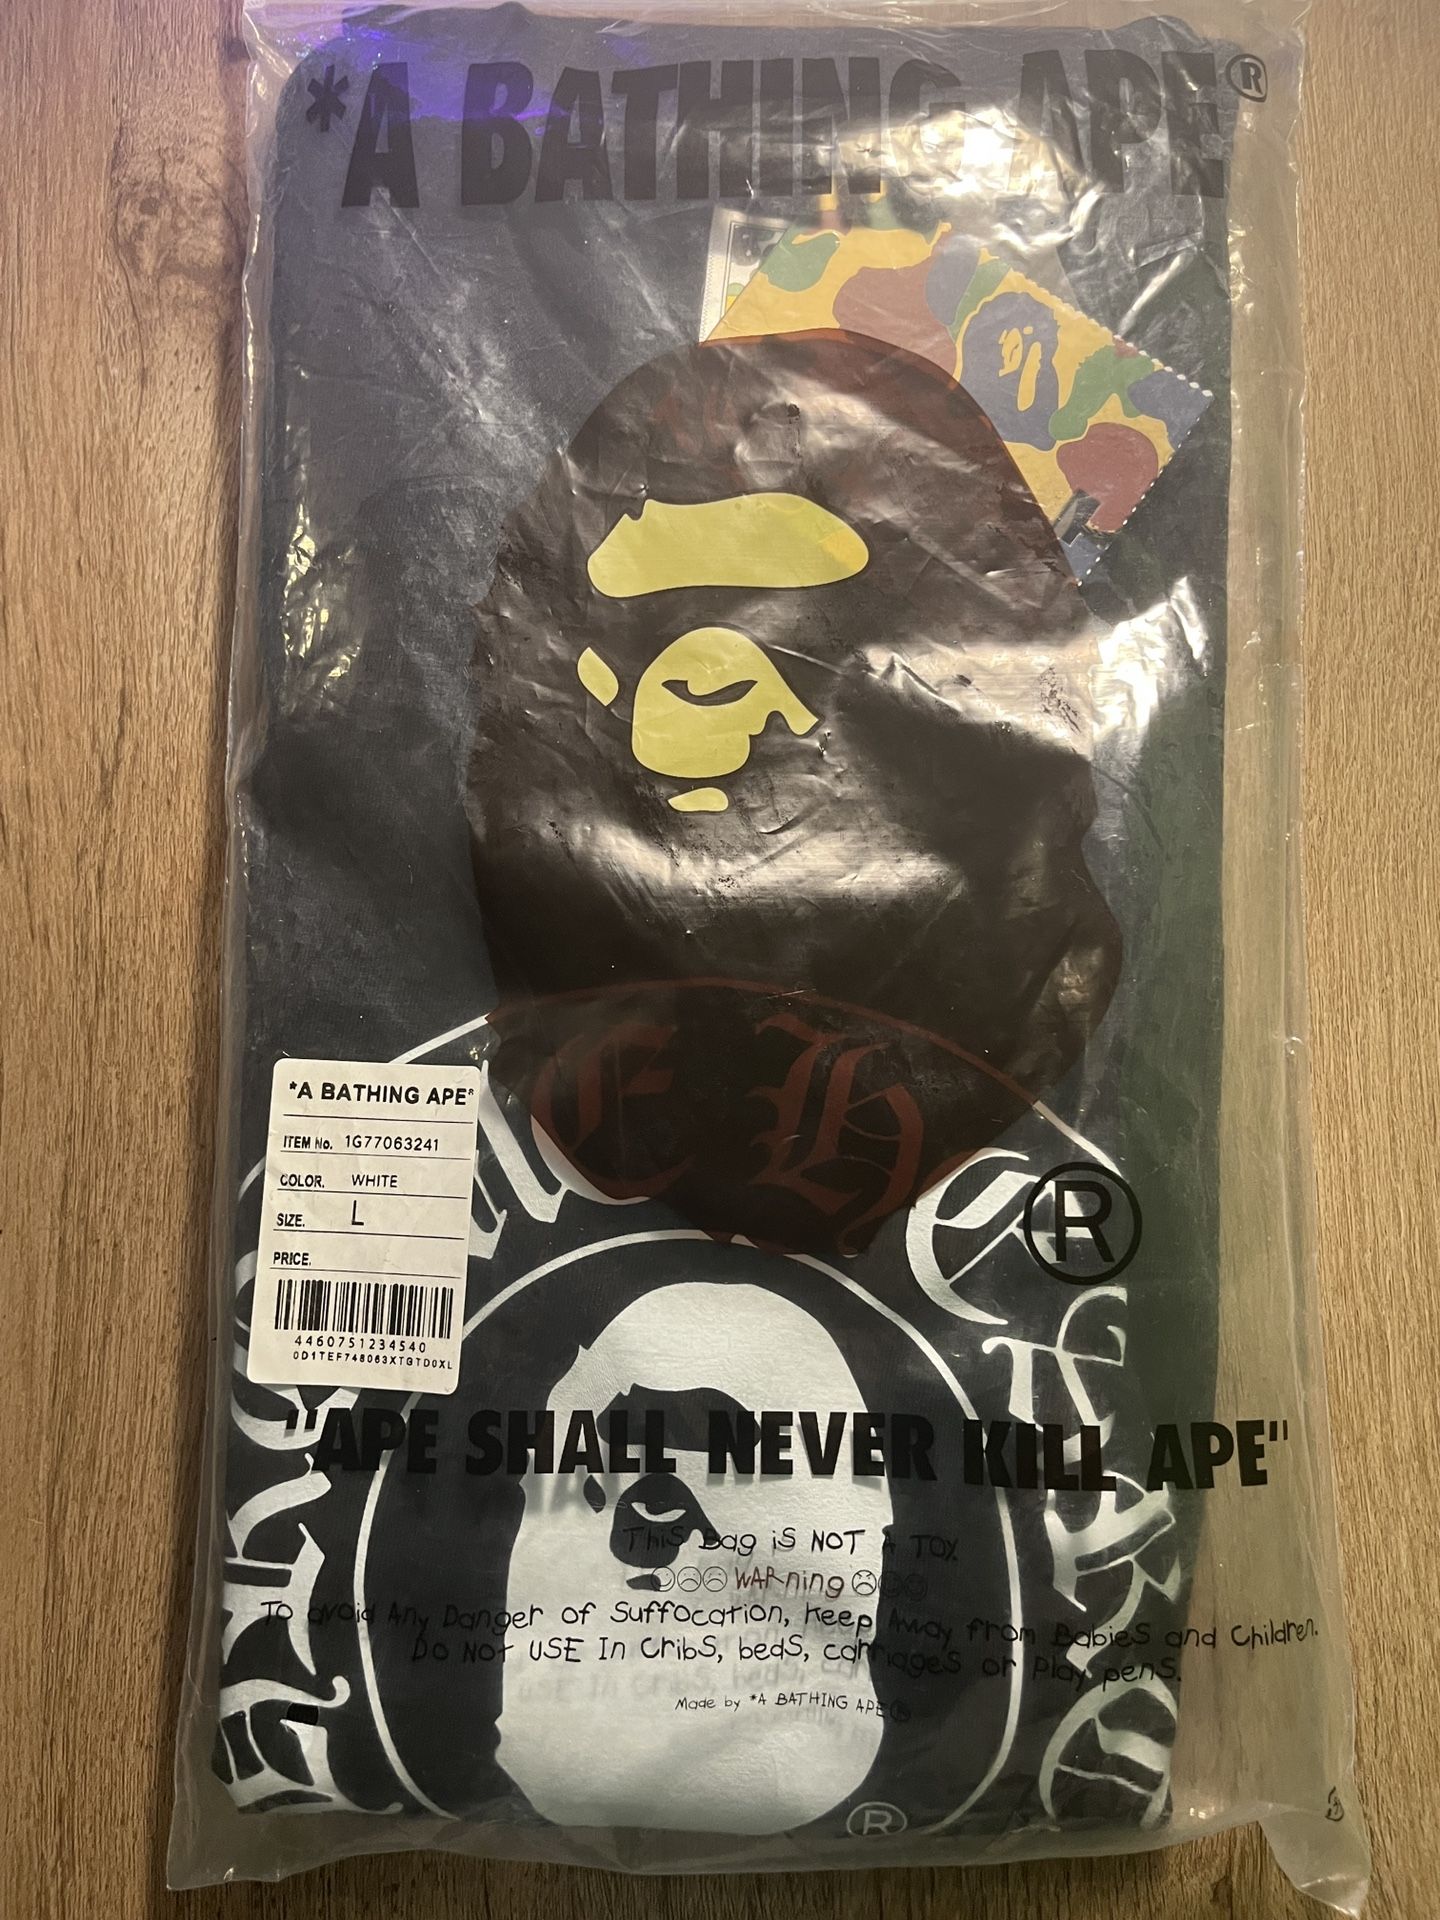 *A BATHING APE®
*A BATHING APE®
ITEM No. 1G77063241
COLOR. WHITE
SIZE. L
PRICE.
4460751234540
0D1TEF748063XTGTD0XL
®
"APE SHALL NEVER KILL APE"
This Bag is NOT A TOY.
WARning
To avoid Any Danger of Suffocation, Keep Away from Babies and Children.
Do Not USE In Cribs, beds, carriages or Play pens.
Made by *A BATHING APE®
®